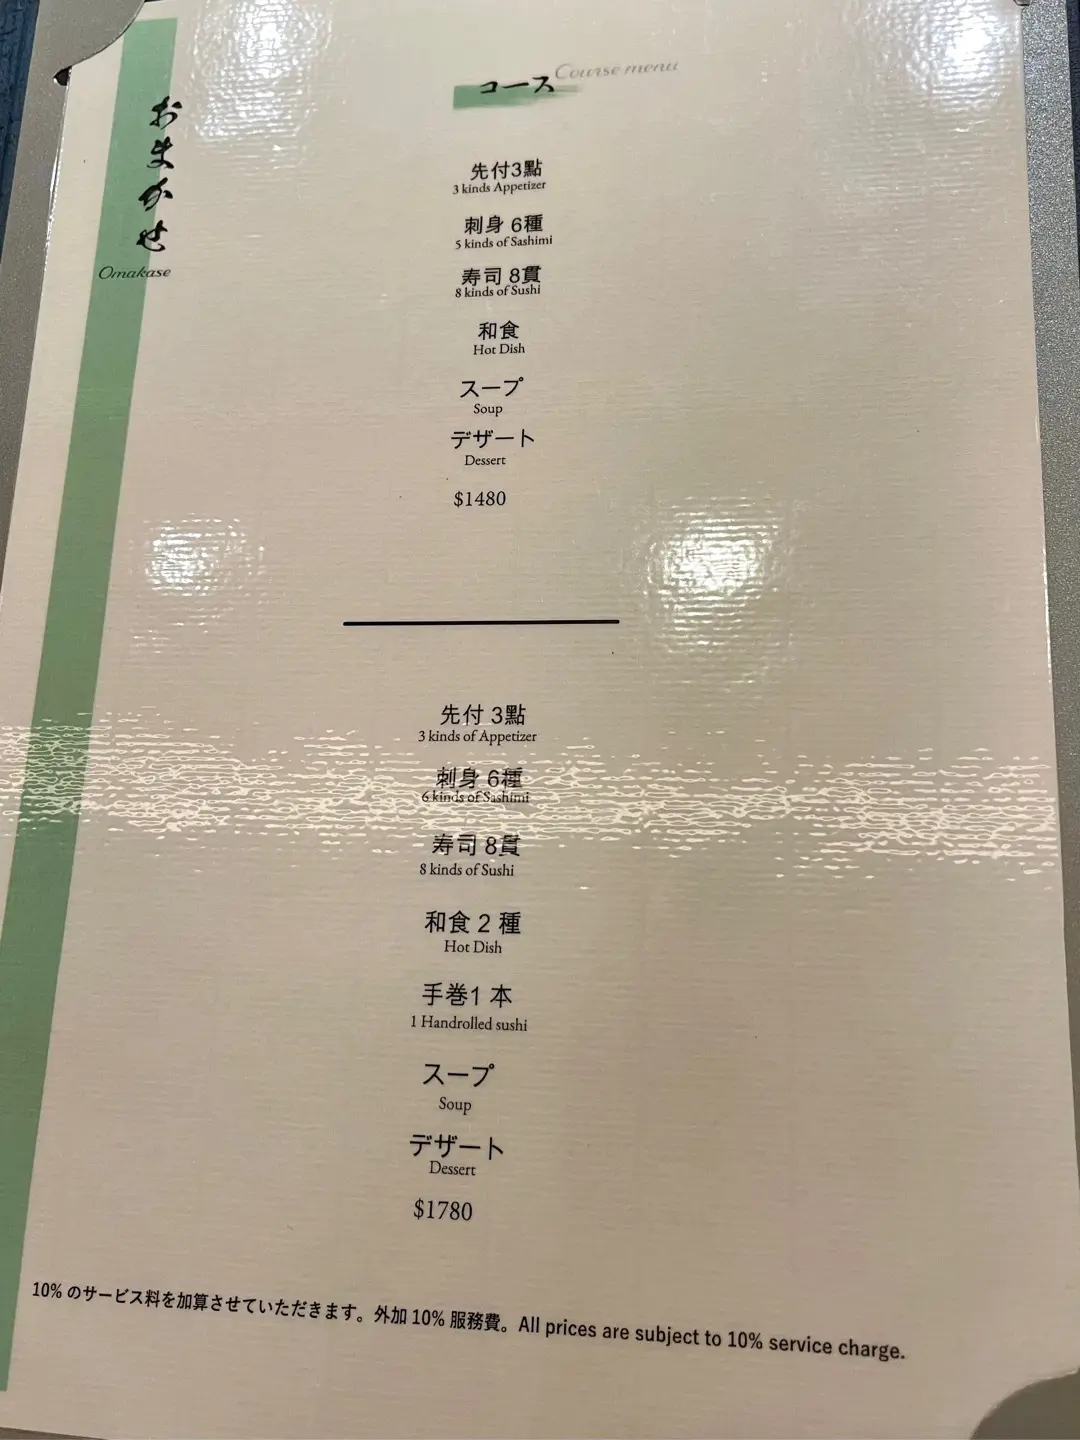 おまかせ
Omakase
コース Course menu
先付3點
3 kinds Appetizer
刺身 6種
5 kinds of Sashimi
寿司 8貫
8 kinds of Sushi
和食
Hot Dish
スープ
Soup
デザート
Dessert
$1480
先付 3點
3 kinds of Appetizer
刺身 6種
6 kinds of Sashimi
寿司 8貫
8 kinds of Sushi
和食 2 種
Hot Dish
手巻1 本
1 Handrolled sushi
スープ
Soup
デザート
Dessert
$1780
10% のサービス料を加算させていただきます。外加 10% 服務費。All prices are subject to 10% service charge.